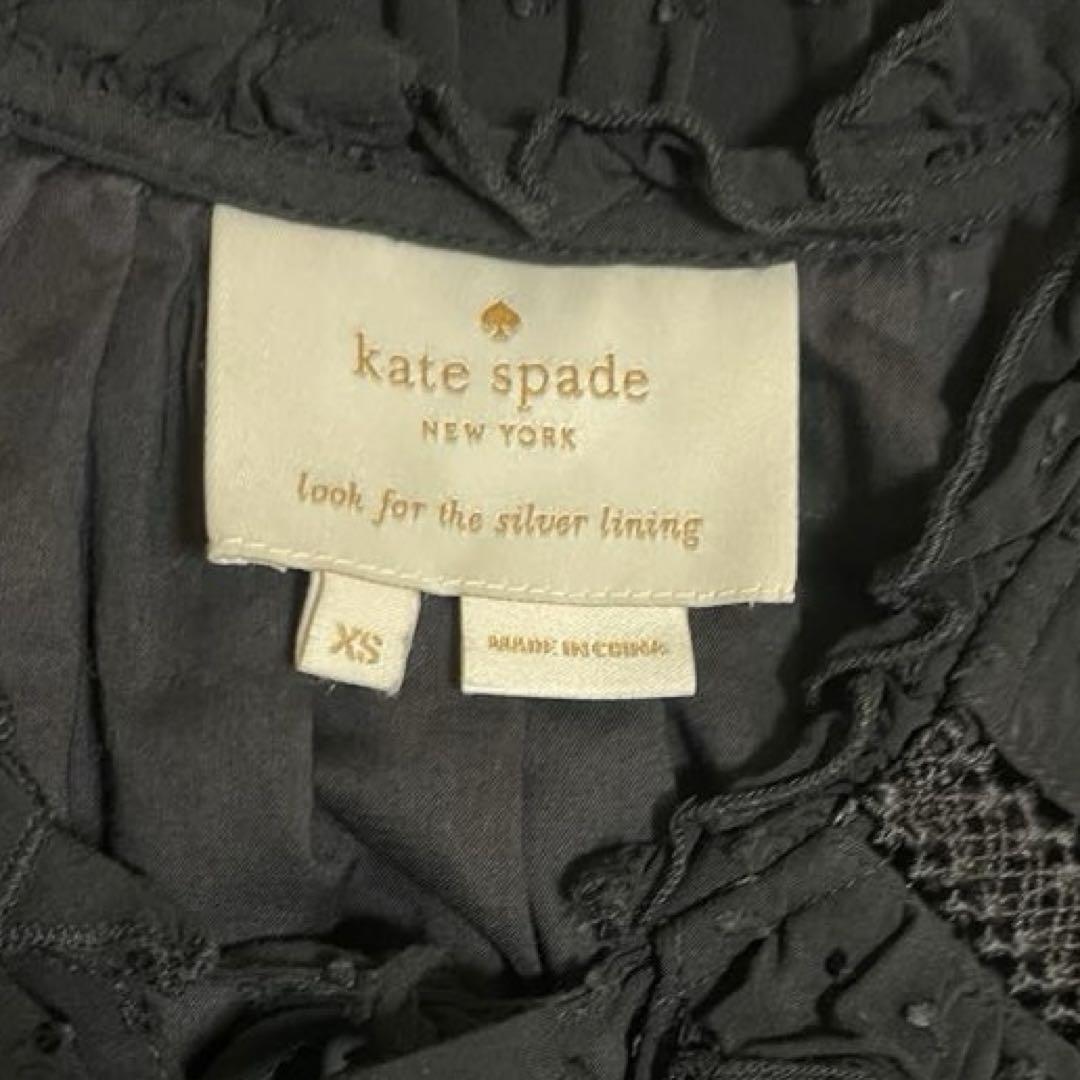 kate spade
NEW YORK
look for the silver lining
XS
MADE IN CHINA